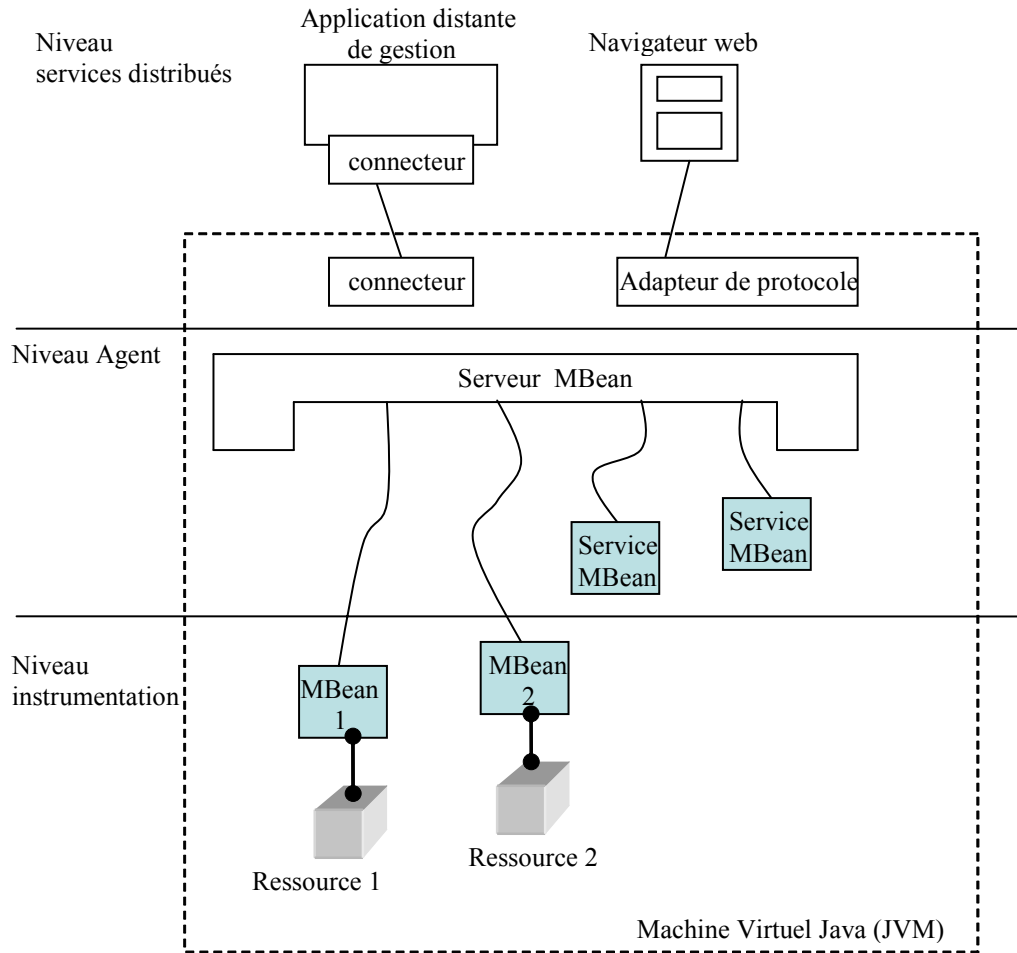 Niveau
services distribués
Application distante
de gestion
Navigateur web
connecteur
connecteur
Adapteur de protocole
Niveau Agent
Serveur MBean
Service
MBean
Service
MBean
Niveau
instrumentation
MBean
1
MBean
2
Ressource 1
Ressource 2
Machine Virtuel Java (JVM)